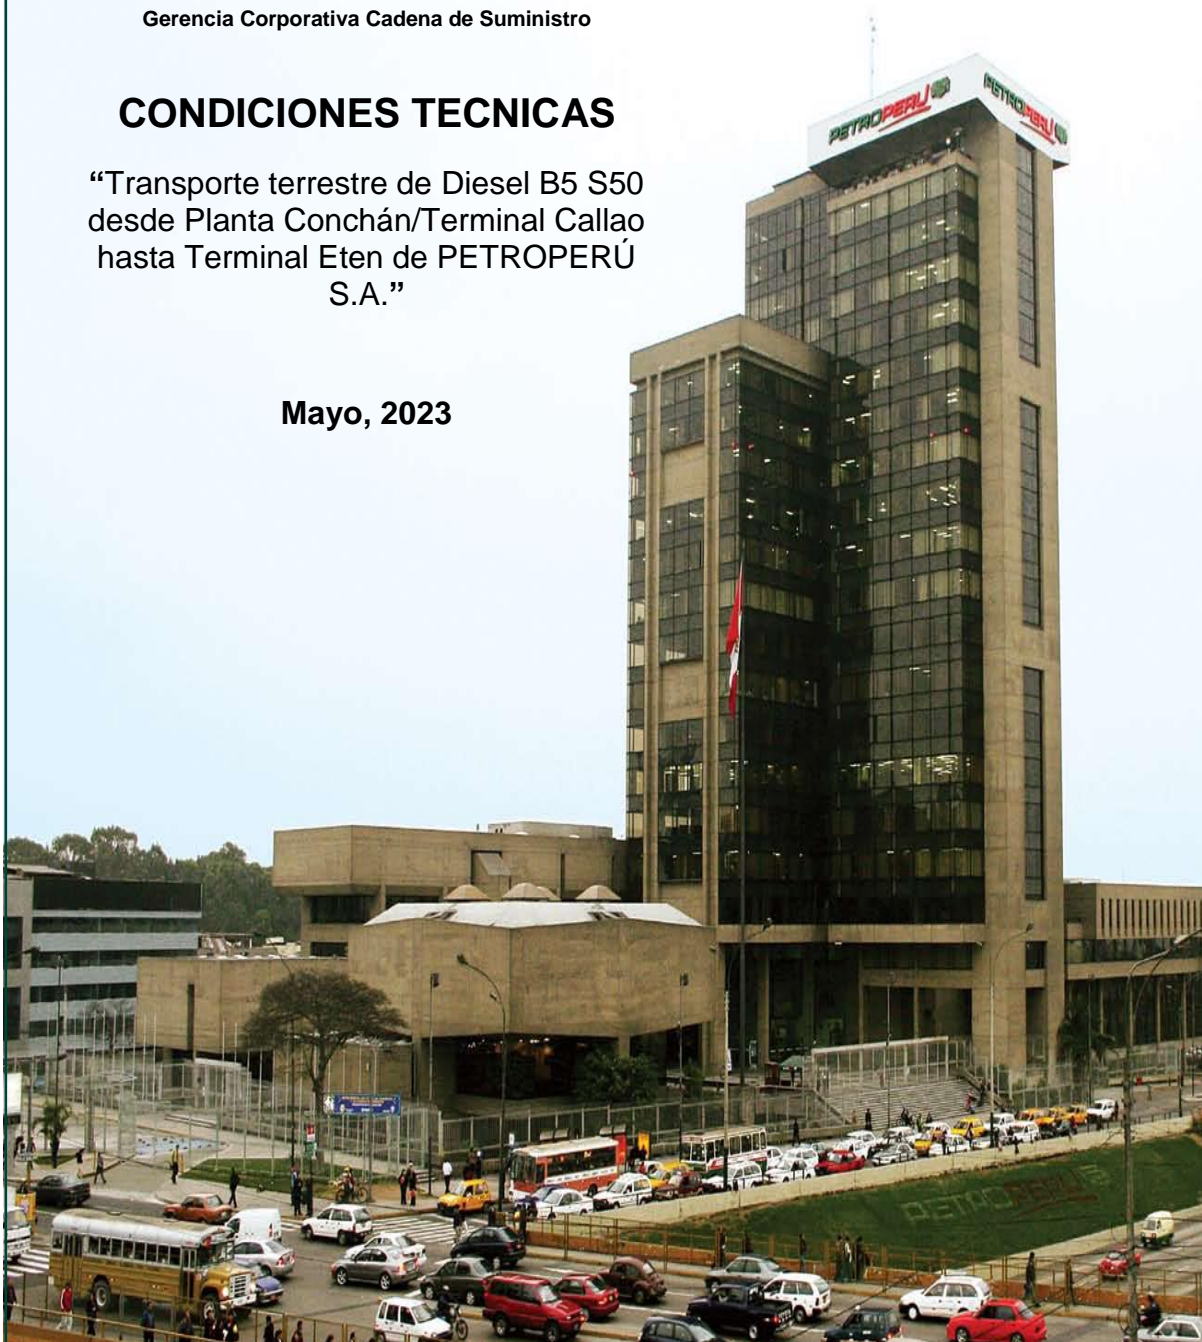 Gerencia Corporativa Cadena de Suministro
CONDICIONES TECNICAS
“Transporte terrestre de Diesel B5 S50
desde Planta Conchán/Terminal Callao
hasta Terminal Eten de PETROPERÚ
S.A.”
Mayo, 2023
PETROPERU
PETROPERU
PETROPERU